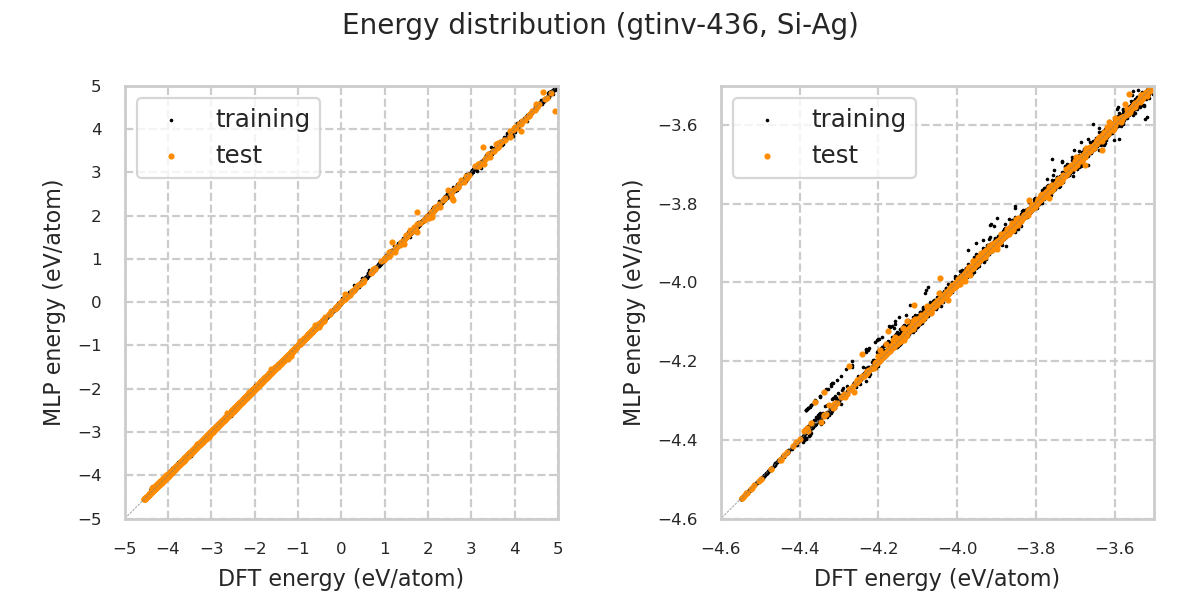 Energy distribution (gtinv-436, Si-Ag)
5
4
3
2
1
0
−1
−2
−3
−4
−5
MLP energy (eV/atom)
training
test
−5 −4 −3 −2 −1 0 1 2 3 4 5
DFT energy (eV/atom)
−3.6
−3.8
−4.0
−4.2
−4.4
−4.6
MLP energy (eV/atom)
training
test
−4.6 −4.4 −4.2 −4.0 −3.8 −3.6
DFT energy (eV/atom)